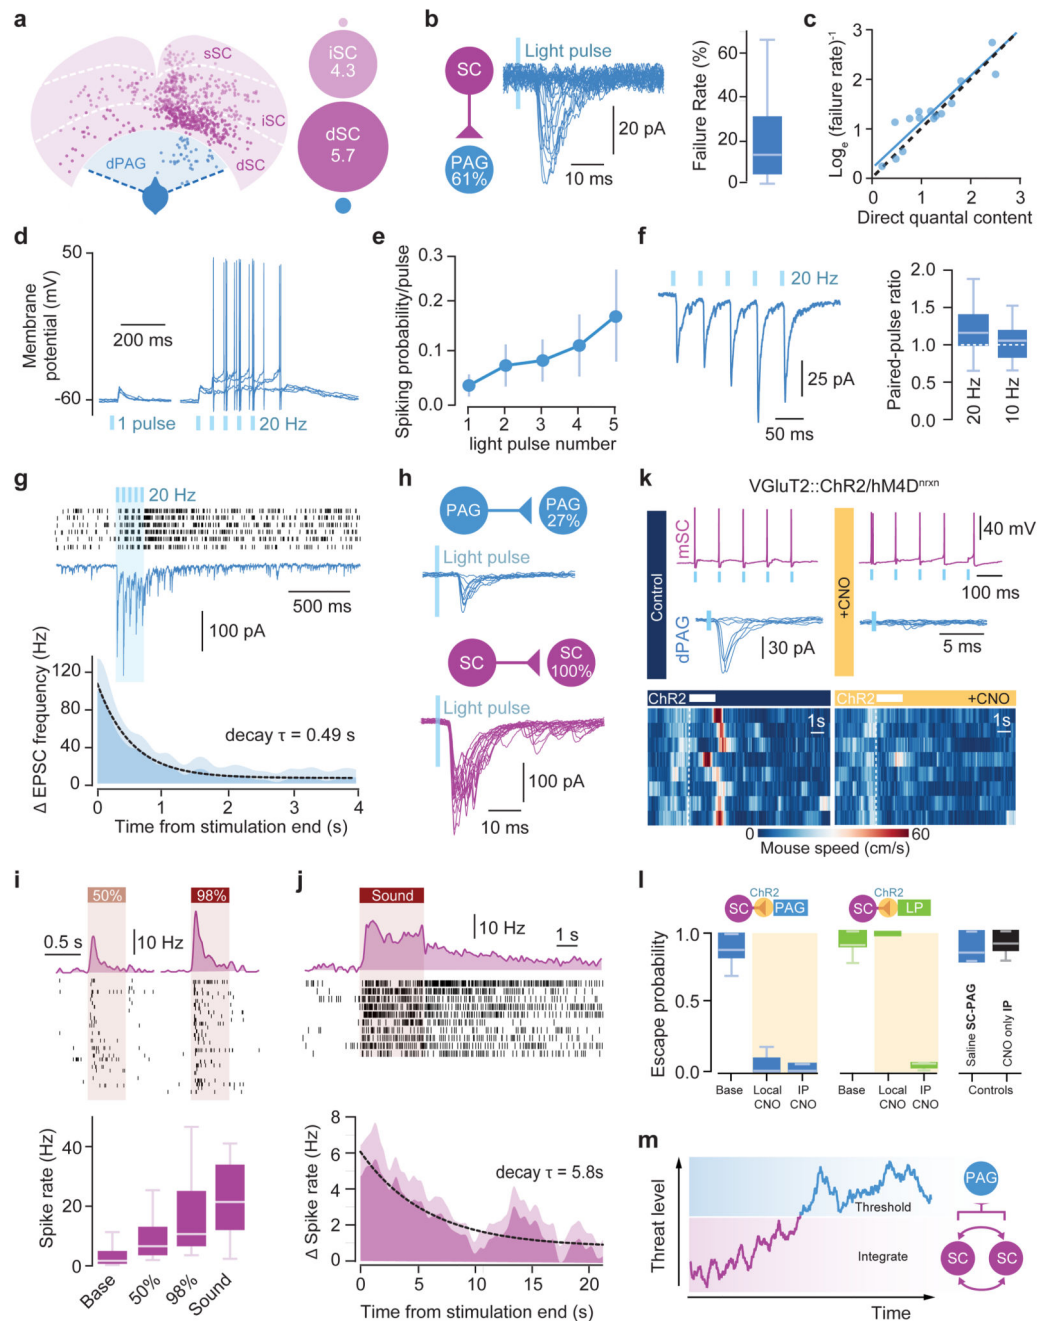 a
sSC
iSC
dSC
dPAG
iSC
4.3
dSC
5.7
b
SC
PAG
61%
Light pulse
20 pA
10 ms
Failure Rate (%)
60
40
20
0
c
Logₑ (failure rate)⁻¹
3
2
1
0
0
1
2
3
Direct quantal content
d
Membrane
potential (mV)
50
-60
200 ms
1 pulse
20 Hz
e
Spiking probability/pulse
0.3
0.2
0.1
0.0
1
2
3
4
5
light pulse number
f
20 Hz
25 pA
50 ms
Paired-pulse ratio
2.0
1.5
1.0
0.5
0.0
20 Hz
10 Hz
g
20 Hz
500 ms
100 pA
Δ EPSC frequency (Hz)
120
80
40
0
decay τ = 0.49 s
0
1
2
3
4
Time from stimulation end (s)
h
PAG
PAG
27%
Light pulse
SC
SC
100%
Light pulse
100 pA
10 ms
k
VGluT2::ChR2/hM4Dⁿʳˣⁿ
Control
mSC
+CNO
40 mV
100 ms
dPAG
30 pA
5 ms
ChR2
1s
ChR2
+CNO
1s
0
60
Mouse speed (cm/s)
i
50%
98%
0.5 s
10 Hz
Spike rate (Hz)
40
20
0
Base
50%
98%
Sound
j
Sound
10 Hz
1 s
Δ Spike rate (Hz)
8
6
4
2
0
decay τ = 5.8s
0
5
10
15
20
Time from stimulation end (s)
l
ChR2
SC
PAG
ChR2
SC
LP
Escape probability
1.0
0.5
0.0
Base
Local
CNO
IP
CNO
Base
Local
CNO
IP
CNO
Saline SC-PAG
CNO only IP
Controls
m
Threat level
Threshold
Integrate
Time
PAG
SC
SC